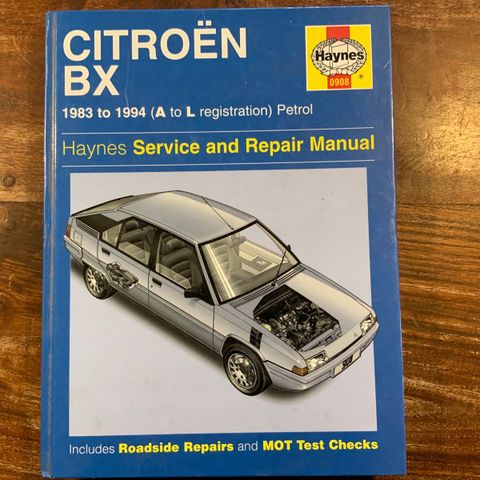 CITROËN
BX
Haynes
®
0908
1983 to 1994 (A to L registration) Petrol
Haynes Service and Repair Manual
Includes Roadside Repairs and MOT Test Checks